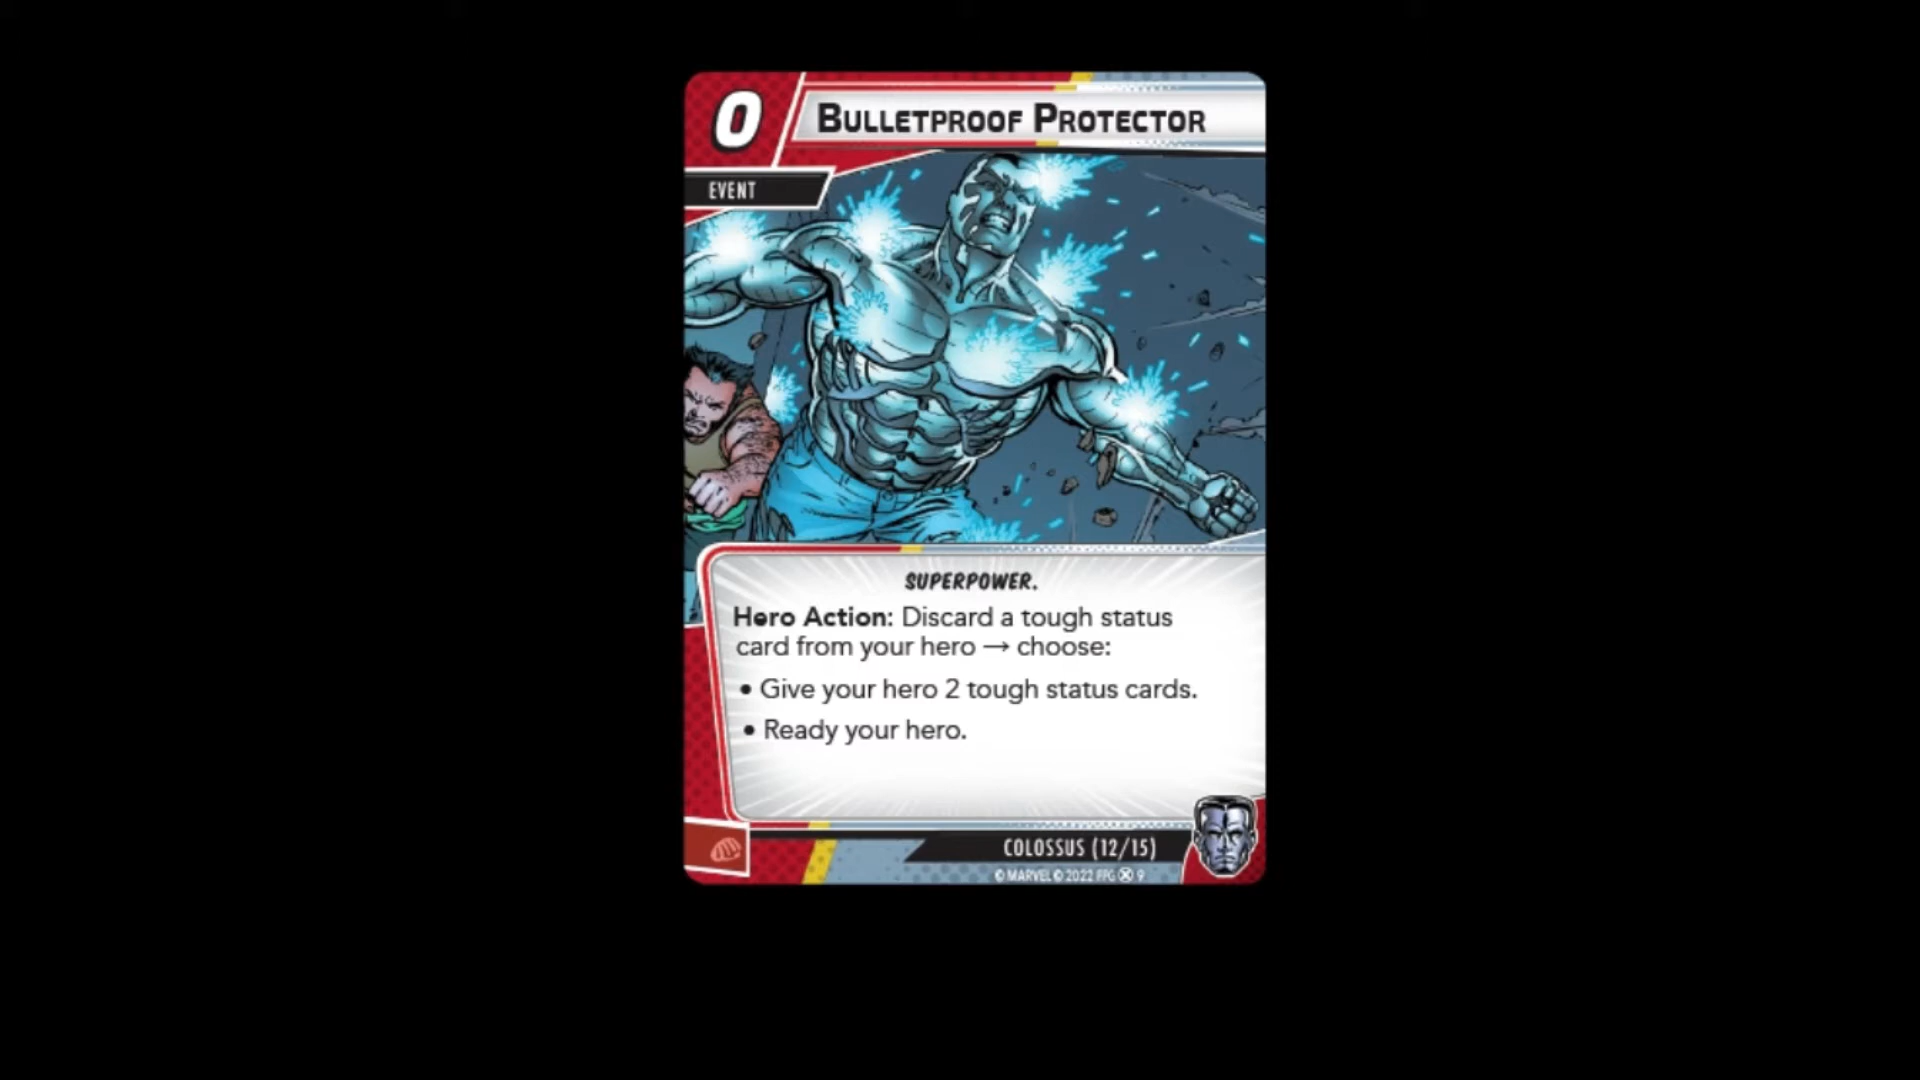 0
BULLETPROOF PROTECTOR
EVENT
SUPERPOWER.
Hero Action: Discard a tough status
card from your hero → choose:
• Give your hero 2 tough status cards.
• Ready your hero.
COLOSSUS (12/15)
© MARVEL © 2022 FFG 9